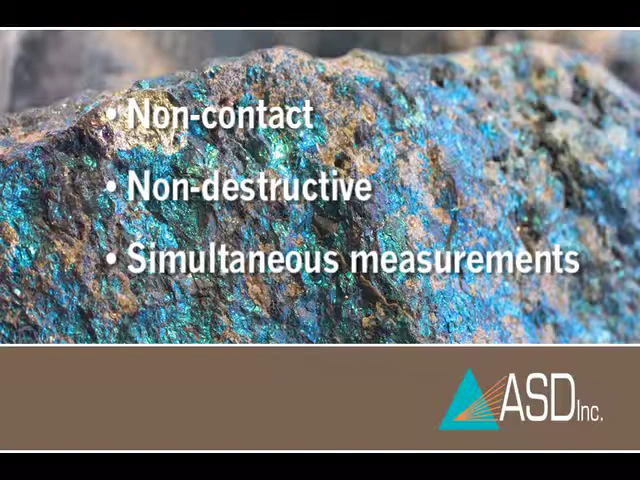 • Non-contact
• Non-destructive
• Simultaneous measurements
ASD Inc.